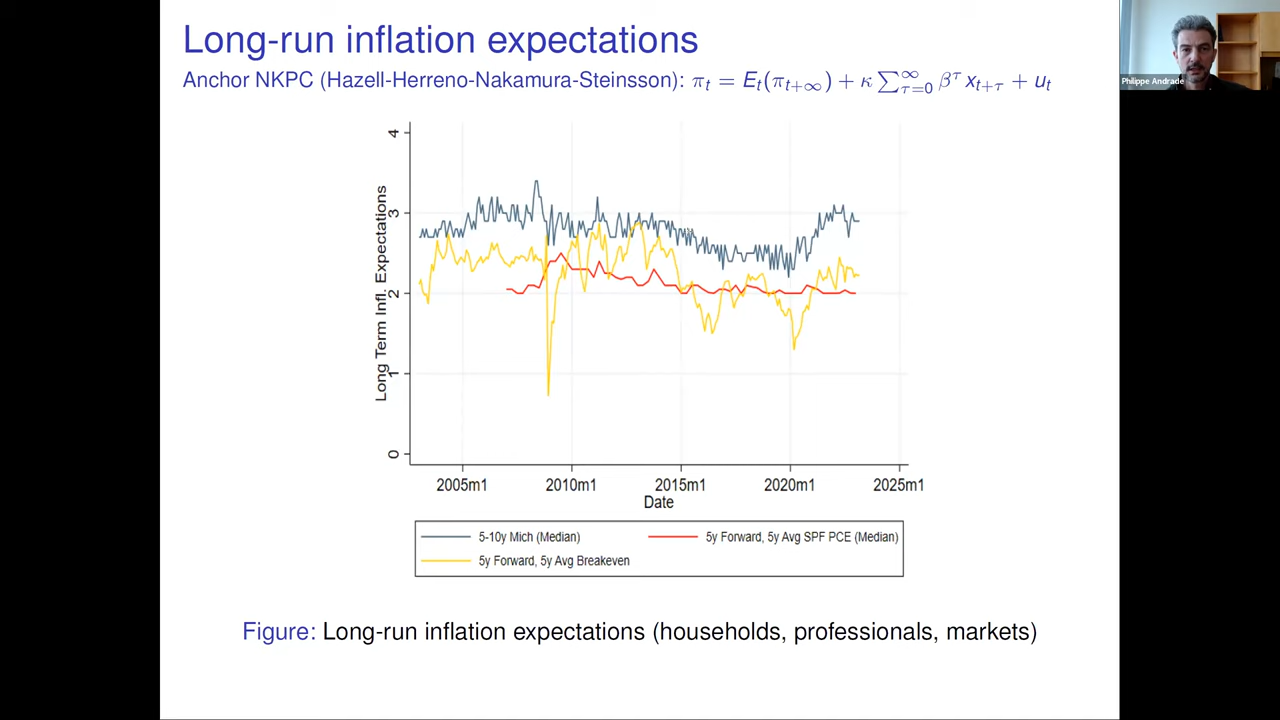 Long-run inflation expectations
Anchor NKPC (Hazell-Herreno-Nakamura-Steinsson): π_t = E_t(π_{t+∞}) + κ ∑_{τ=0}^{∞} β^τ x_{t+τ} + u_t
Philippe Andrade
Long Term Infl. Expectations
4
3
2
1
0
2005m1 2010m1 2015m1 2020m1 2025m1
Date
5-10y Mich (Median) 5y Forward, 5y Avg SPF PCE (Median)
5y Forward, 5y Avg Breakeven
Figure: Long-run inflation expectations (households, professionals, markets)